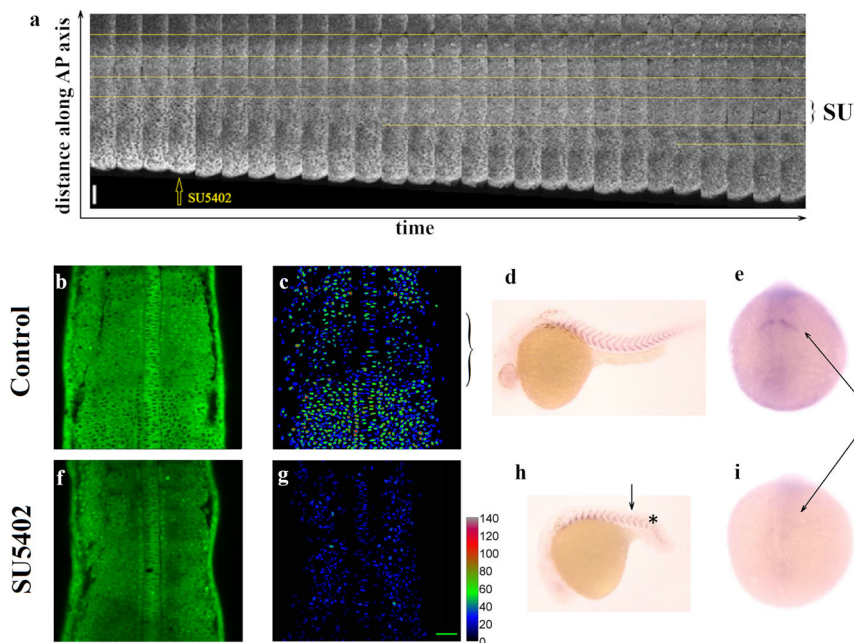 a
distance along AP axis
SU5402
} SU
time
Control
b
c
d
e
SU5402
f
g
140
120
100
80
60
40
20
0
h
*
i